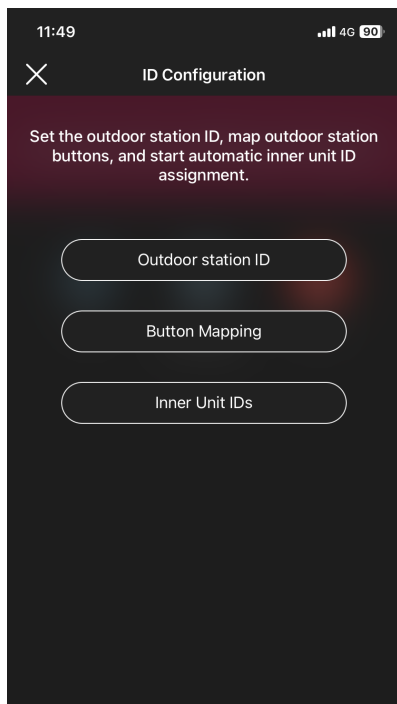 11:49
4G 90
ID Configuration
Set the outdoor station ID, map outdoor station
buttons, and start automatic inner unit ID
assignment.
Outdoor station ID
Button Mapping
Inner Unit IDs